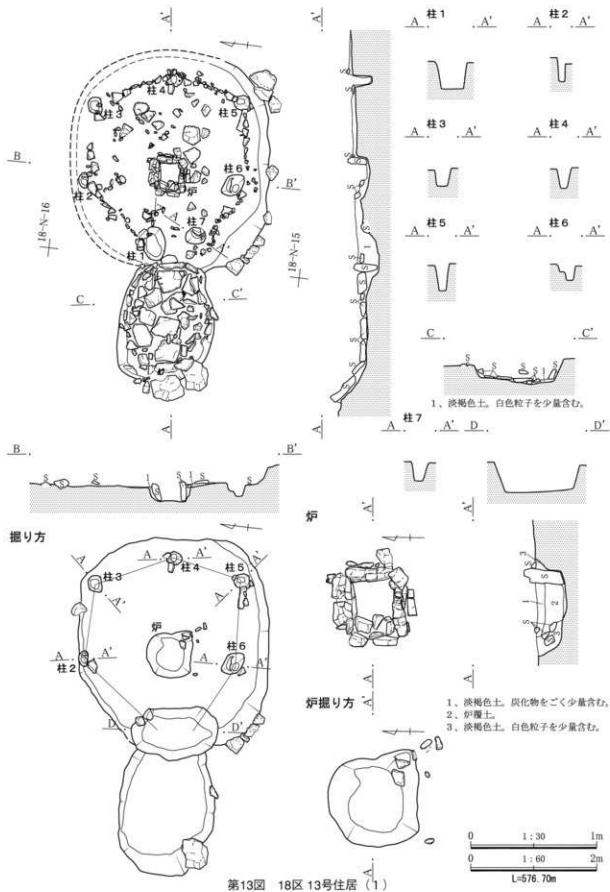 A'
A'
柱1
A A'
柱2
A A'
柱4
柱3
柱5
柱3
A A'
柱4
A A'
B
炉
柱2
柱6
B'
18-N-16
柱7
A
A'
柱5
A A'
柱6
A A'
柱1
18-N-15
C
C'
C
C'
1、淡褐色土。白色粒子を少量含む。
A
A
柱7
A A'
D D'
B
B'
掘り方
炉
A'
A'
A A'
柱4
柱3
柱5
A
A'
A
A'
炉
A A'
柱2
柱6
A A'
D
D'
A
A
炉掘り方
A'
1、淡褐色土。炭化物をごく少量含む。
2、炉覆土。
3、淡褐色土。白色粒子を少量含む。
A
0 1:30 1m
0 1:60 2m
L=576.70m
第13図 18区 13号住居 (1)